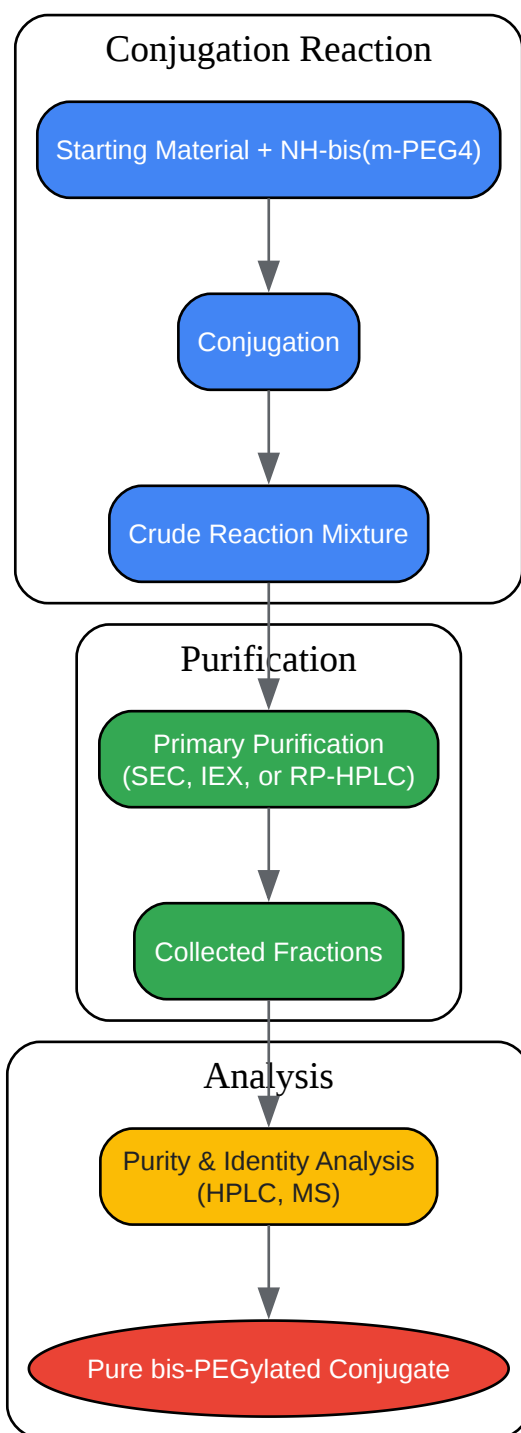 Conjugation Reaction
Starting Material + NH-bis(m-PEG4)
Conjugation
Crude Reaction Mixture
Purification
Primary Purification
(SEC, IEX, or RP-HPLC)
Collected Fractions
Analysis
Purity & Identity Analysis
(HPLC, MS)
Pure bis-PEGylated Conjugate